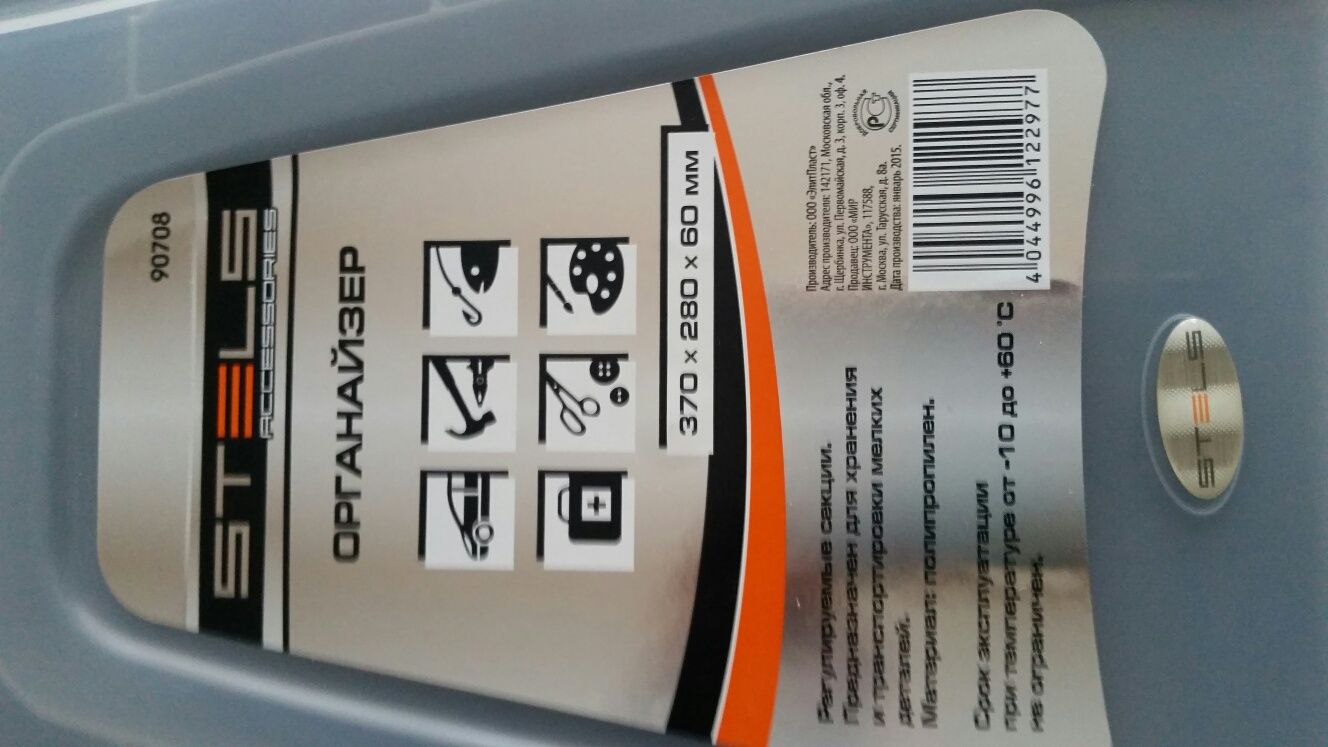 90708
STELS
ACCESSORIES
ОРГАНАЙЗЕР
370 x 280 x 60 мм
Регулируемые секции.
Предназначен для хранения
и транспортировки мелких
деталей.
Материал: полипропилен.
Срок эксплуатации
при температуре от -10 до +60 °C
не ограничен.
Производитель: ООО «ЭлитПласт»
Адрес производителя: 142171, Московская обл.,
г. Щербинка, ул. Первомайская, д. 3, корп. 3, оф. 4.
Продавец: ООО «МИР
ИНСТРУМЕНТА», 117588,
г. Москва, ул. Тарусская, д. 8а.
Дата производства: январь 2015.
ДОБРОВОЛЬНАЯ
РСТ
СЕРТИФИКАЦИЯ
4 044996 122977
STELS